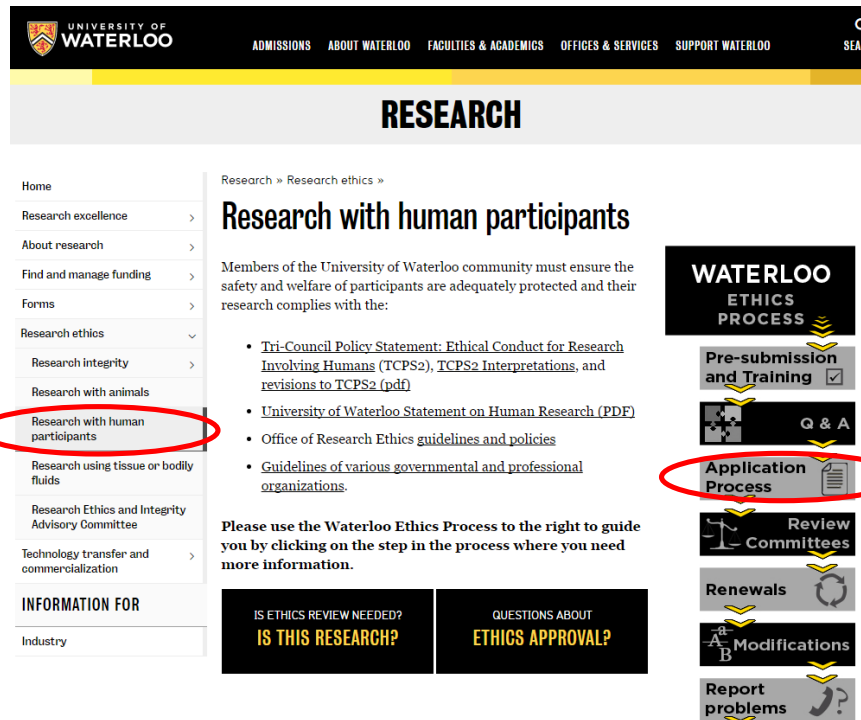 UNIVERSITY OF
WATERLOO
ADMISSIONS ABOUT WATERLOO FACULTIES & ACADEMICS OFFICES & SERVICES SUPPORT WATERLOO
RESEARCH
Home
Research excellence
About research
Find and manage funding
Forms
Research ethics
Research integrity
Research with animals
Research with human
participants
Research using tissue or bodily
fluids
Research Ethics and Integrity
Advisory Committee
Technology transfer and
commercialization
INFORMATION FOR
Industry
Research » Research ethics »
Research with human participants
Members of the University of Waterloo community must ensure the
safety and welfare of participants are adequately protected and their
research complies with the:
• Tri-Council Policy Statement: Ethical Conduct for Research
Involving Humans (TCPS2), TCPS2 Interpretations, and
revisions to TCPS2 (pdf)
• University of Waterloo Statement on Human Research (PDF)
• Office of Research Ethics guidelines and policies
• Guidelines of various governmental and professional
organizations.
Please use the Waterloo Ethics Process to the right to guide
you by clicking on the step in the process where you need
more information.
IS ETHICS REVIEW NEEDED?
IS THIS RESEARCH?
QUESTIONS ABOUT
ETHICS APPROVAL?
WATERLOO
ETHICS
PROCESS
Pre-submission
and Training
Q & A
Application
Process
Review
Committees
Renewals
a
A
B
Modifications
Report
problems
?